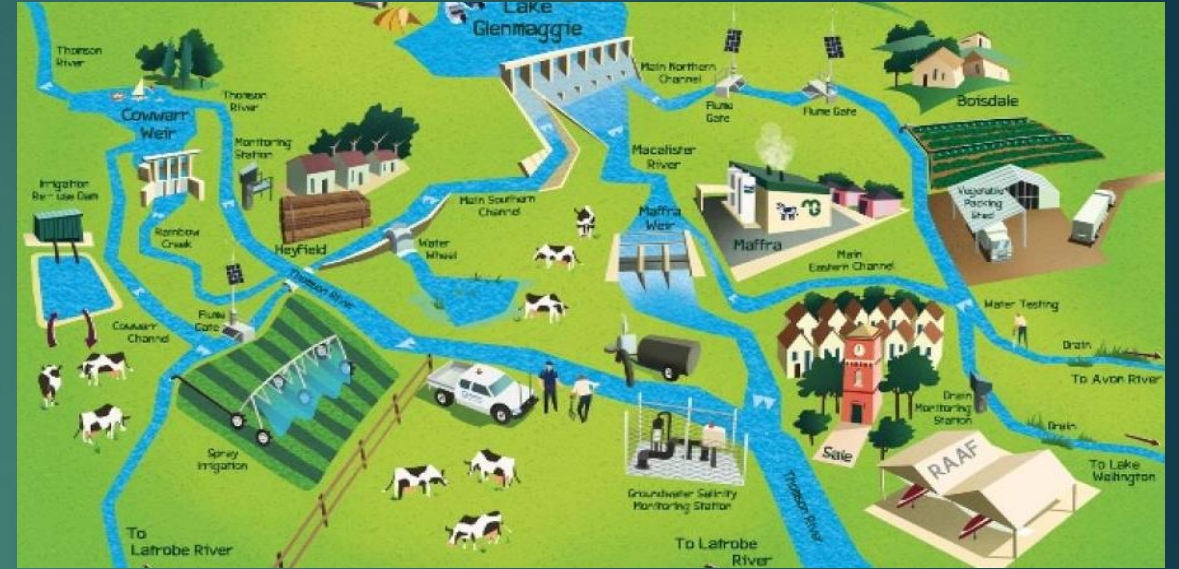 Lake
Glenmaggie
Thomson
River
Thomson
River
Cowwarr
Weir
Main Northern
Channel
Flume
Gate
Flume Gate
Boisdale
Monitoring
Station
Macalister
River
Irrigation
Re-use Dam
Main Southern
Channel
Vegetable
Packing
Shed
Rainbow
Creek
Heyfield
Water
Wheel
Maffra
Weir
Maffra
Main
Eastern Channel
Thomson River
Water Testing
Flume
Gate
Cowwarr
Channel
Drain
To Avon River
Drain
Monitoring
Station
Drain
Spray
Irrigation
Sale
RAAF
To Lake
Wellington
Groundwater Salinity
Monitoring Station
Thomson River
To
Latrobe River
To Latrobe
River